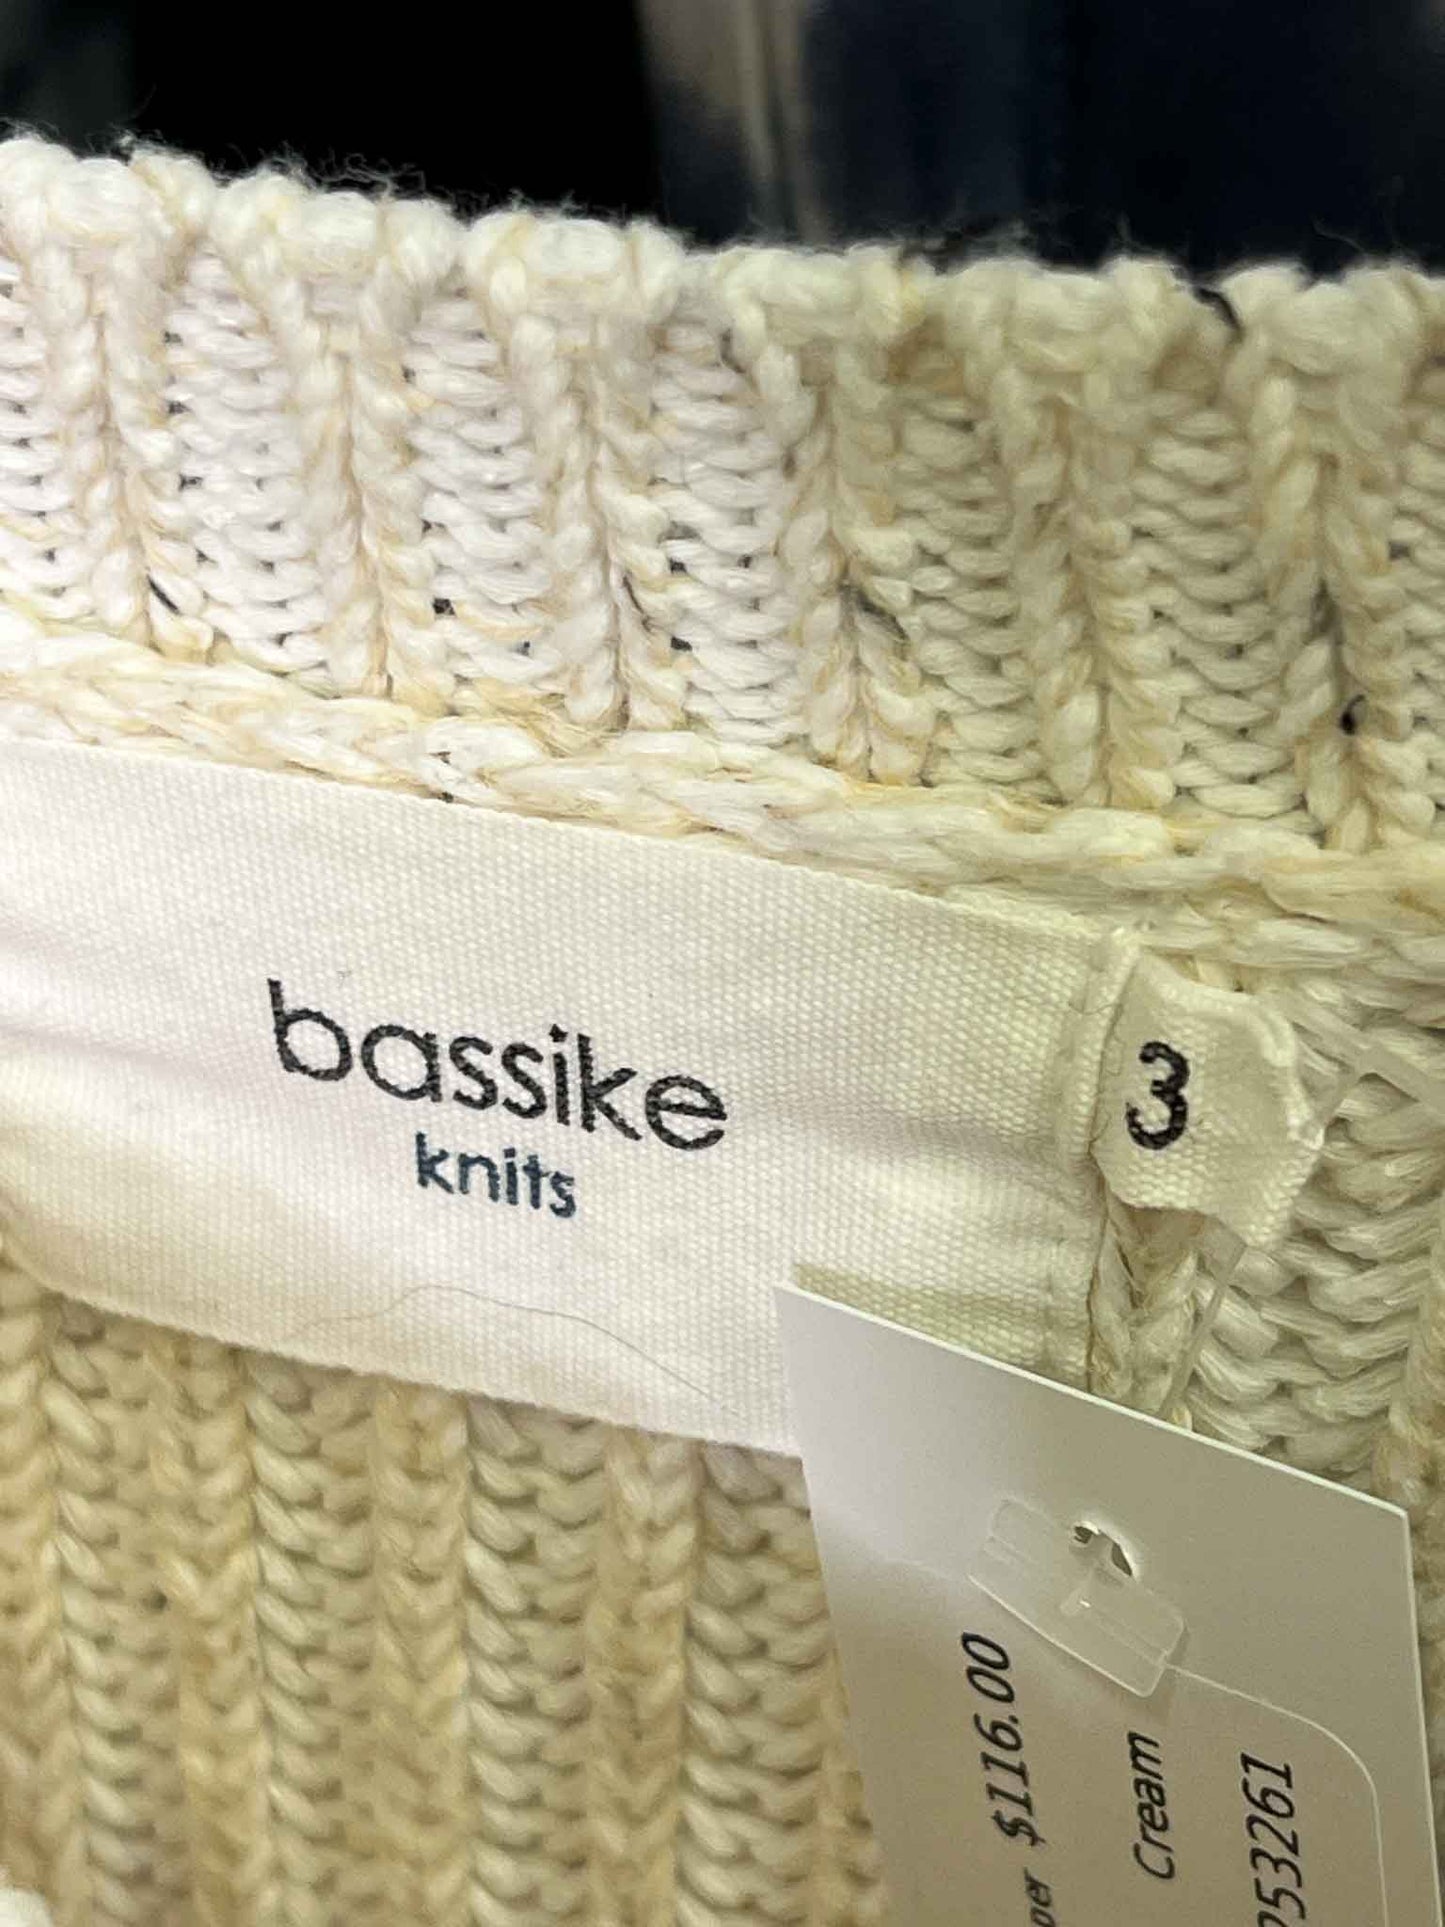 bassike
knits
3
$116.00
Cream
253261